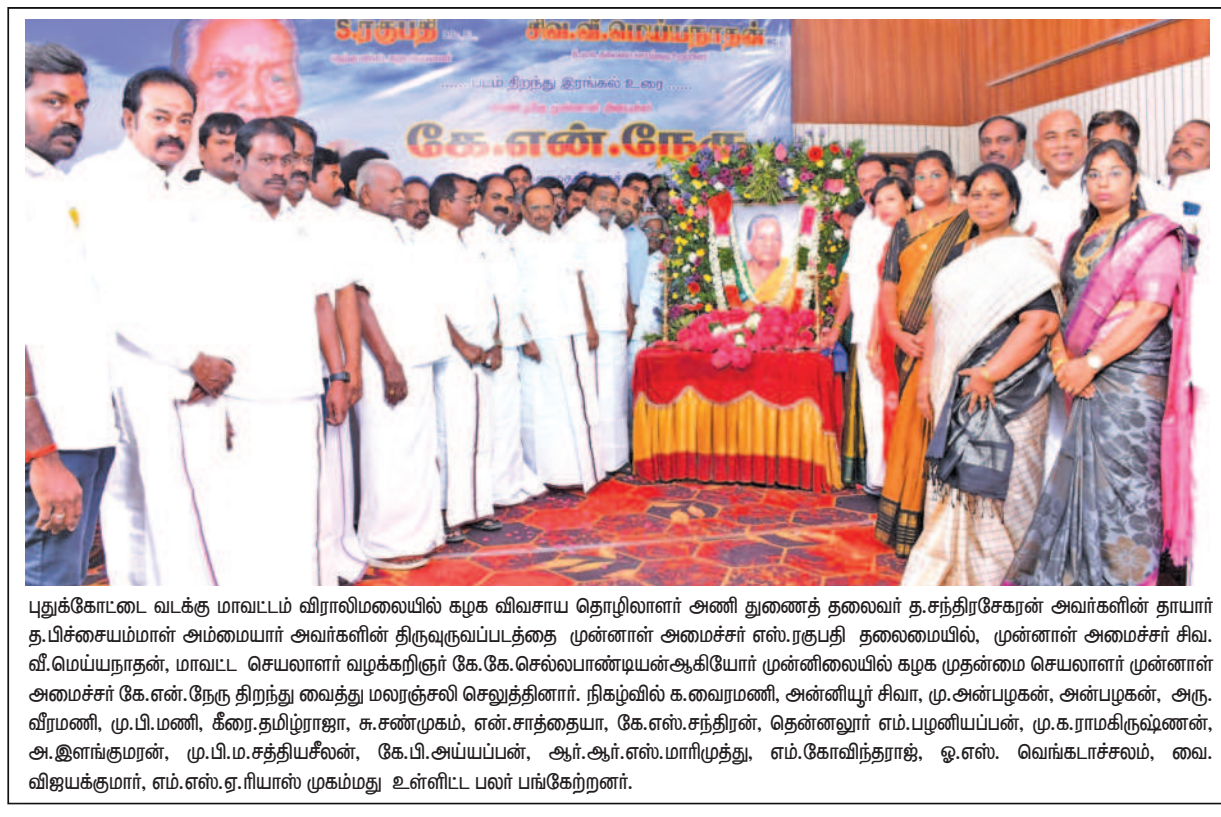 S.ரகுபதி
சிவ.வீ.மெய்யநாதன்
...... படம் திறந்து இரங்கல் உரை ......
கே.என்.நேரு
புதுக்கோட்டை வடக்கு மாவட்டம் விராலிமலையில் கழக விவசாய தொழிலாளர் அணி துணைத் தலைவர் த.சந்திரசேகரன் அவர்களின் தாயார்
த.பிச்சையம்மாள் அம்மையார் அவர்களின் திருவுருவப்படத்தை முன்னாள் அமைச்சர் எஸ்.ரகுபதி தலைமையில், முன்னாள் அமைச்சர் சிவ.
வீ.மெய்யநாதன், மாவட்ட செயலாளர் வழக்கறிஞர் கே.கே.செல்லபாண்டியன்ஆகியோர் முன்னிலையில் கழக முதன்மை செயலாளர் முன்னாள்
அமைச்சர் கே.என்.நேரு திறந்து வைத்து மலரஞ்சலி செலுத்தினார். நிகழ்வில் க.வைரமணி, அன்னியூர் சிவா, மு.அன்பழகன், அன்பழகன், அரு.
வீரமணி, மு.பி.மணி, கீரை.தமிழ்ராஜா, சு.சண்முகம், என்.சாத்தையா, கே.எஸ்.சந்திரன், தென்னலூர் எம்.பழனியப்பன், மு.க.ராமகிருஷ்ணன்,
அ.இளங்குமரன், மு.பி.ம.சத்தியசீலன், கே.பி.அய்யப்பன், ஆர்.ஆர்.எஸ்.மாரிமுத்து, எம்.கோவிந்தராஜ், ஓ.எஸ். வெங்கடாச்சலம், வை.
விஜயக்குமார், எம்.எஸ்.ஏ.ரியாஸ் முகம்மது உள்ளிட்ட பலர் பங்கேற்றனர்.